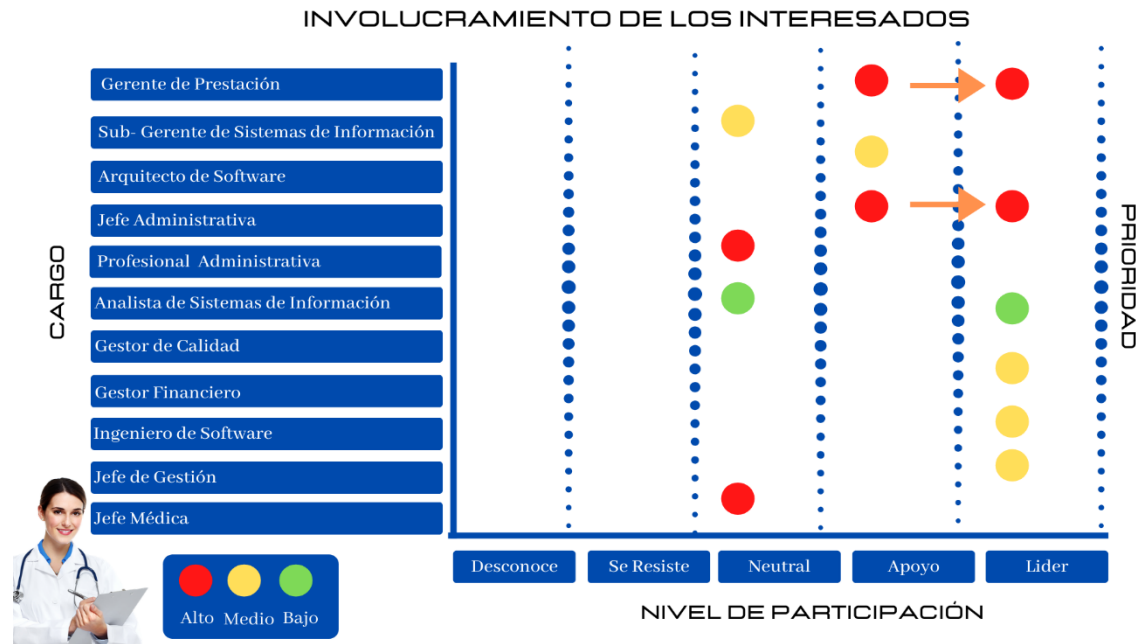 INVOLUCRAMIENTO DE LOS INTERESADOS
CARGO
Gerente de Prestación
Sub- Gerente de Sistemas de Información
Arquitecto de Software
Jefe Administrativa
Profesional Administrativa
Analista de Sistemas de Información
Gestor de Calidad
Gestor Financiero
Ingeniero de Software
Jefe de Gestión
Jefe Médica
PRIORIDAD
Desconoce
Se Resiste
Neutral
Apoyo
Lider
NIVEL DE PARTICIPACIÓN
Alto
Medio
Bajo